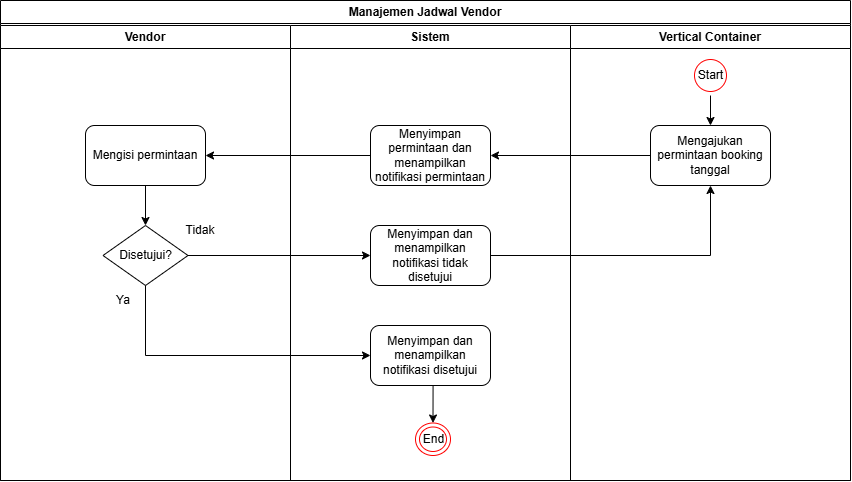 Manajemen Jadwal Vendor
Vendor
Sistem
Vertical Container
Start
Mengajukan
permintaan booking
tanggal
Menyimpan
permintaan dan
menampilkan
notifikasi permintaan
Mengisi permintaan
Disetujui?
Tidak
Menyimpan dan
menampilkan
notifikasi tidak
disetujui
Ya
Menyimpan dan
menampilkan
notifikasi disetujui
End